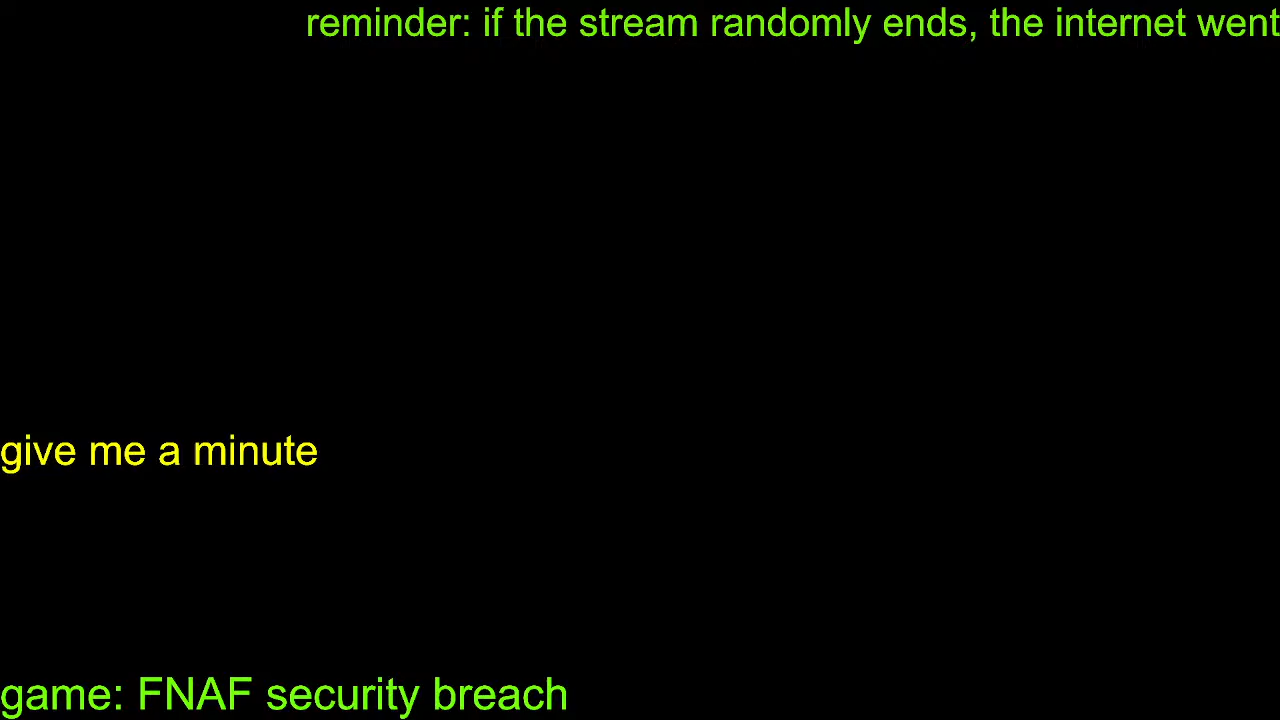 reminder: if the stream randomly ends, the internet went
give me a minute
game: FNAF security breach